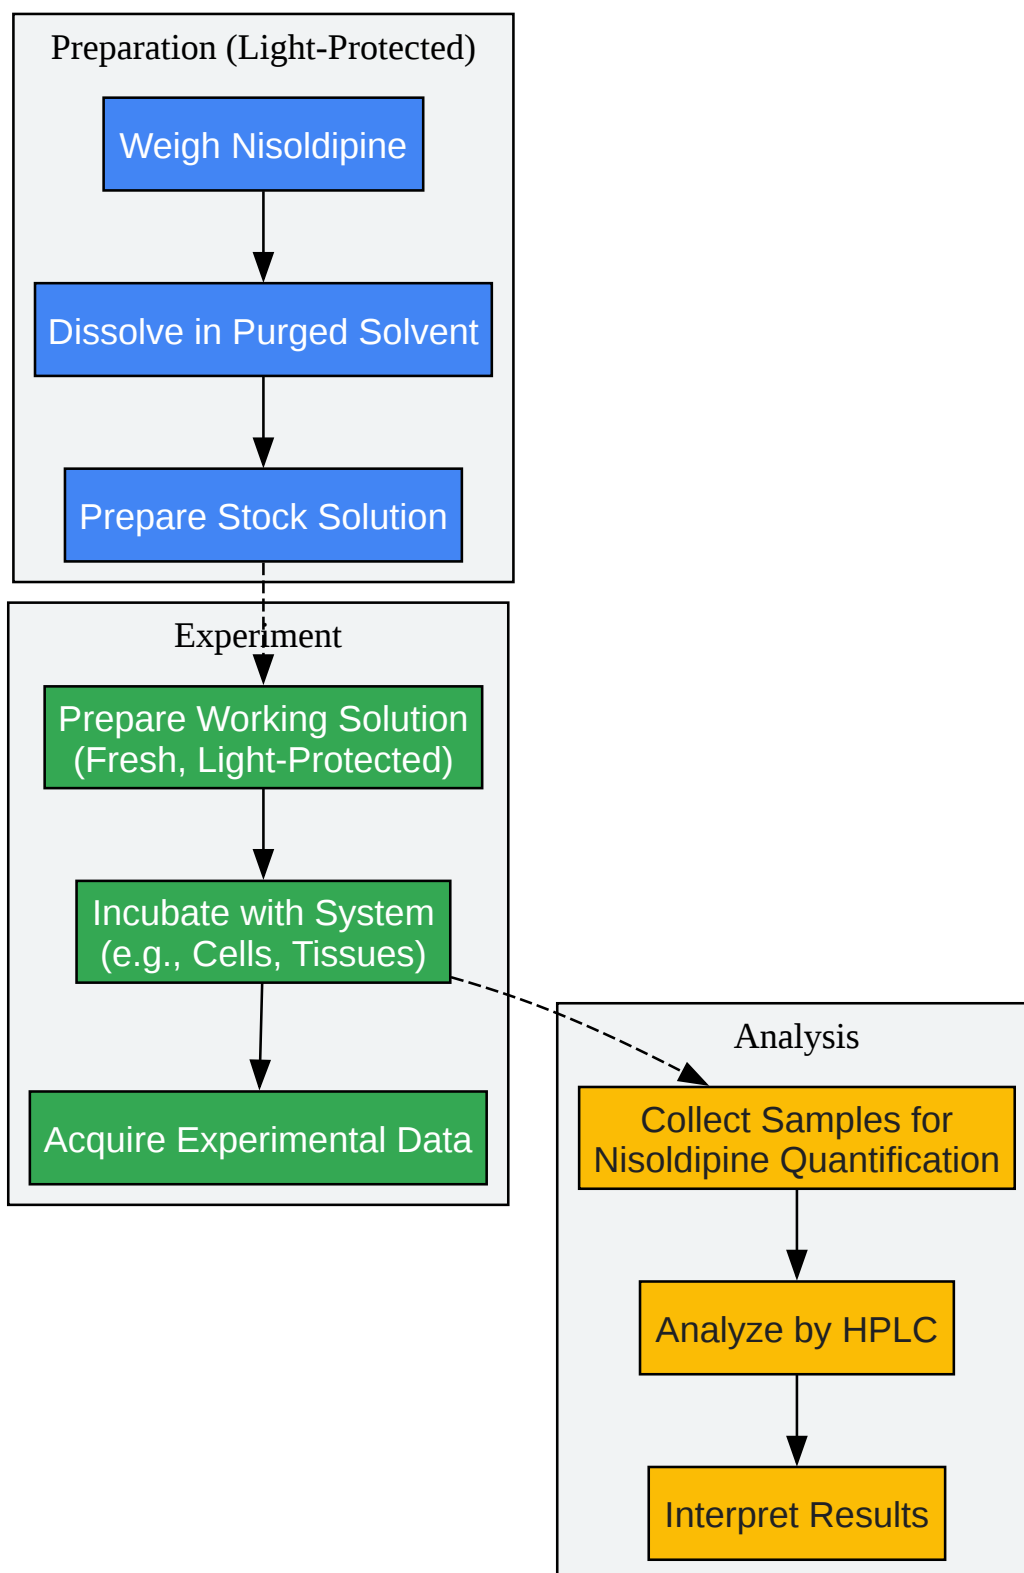 Preparation (Light-Protected)
Weigh Nisoldipine
Dissolve in Purged Solvent
Prepare Stock Solution
Experiment
Prepare Working Solution
(Fresh, Light-Protected)
Incubate with System
(e.g., Cells, Tissues)
Acquire Experimental Data
Analysis
Collect Samples for
Nisoldipine Quantification
Analyze by HPLC
Interpret Results